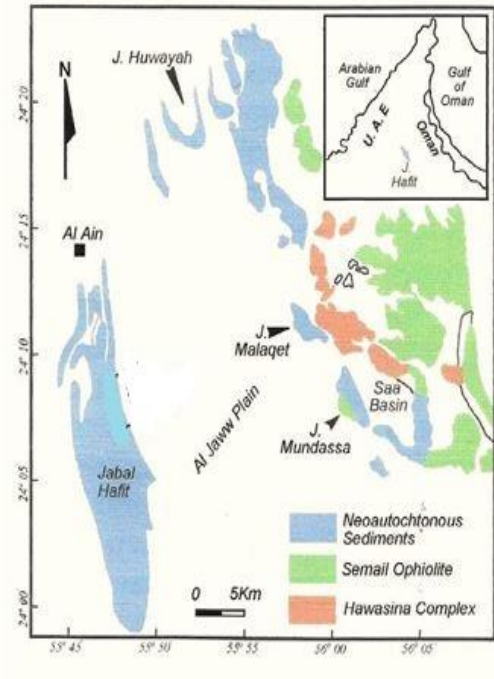 N
J. Huwayah
Arabian
Gulf
Gulf
of
Oman
U. A. E
Oman
J.
Hafit
24° 20
24° 15
24° 10
24° 05
24° 00
Al Ain
J.
Malaqet
Saa
Basin
Al Jaww Plain
J.
Mundassa
Jabal
Hafit
Neoautochtonous
Sediments
Semail Ophiolite
Hawasina Complex
0 5Km
55° 45
55° 50
55° 55
56° 00
56° 05